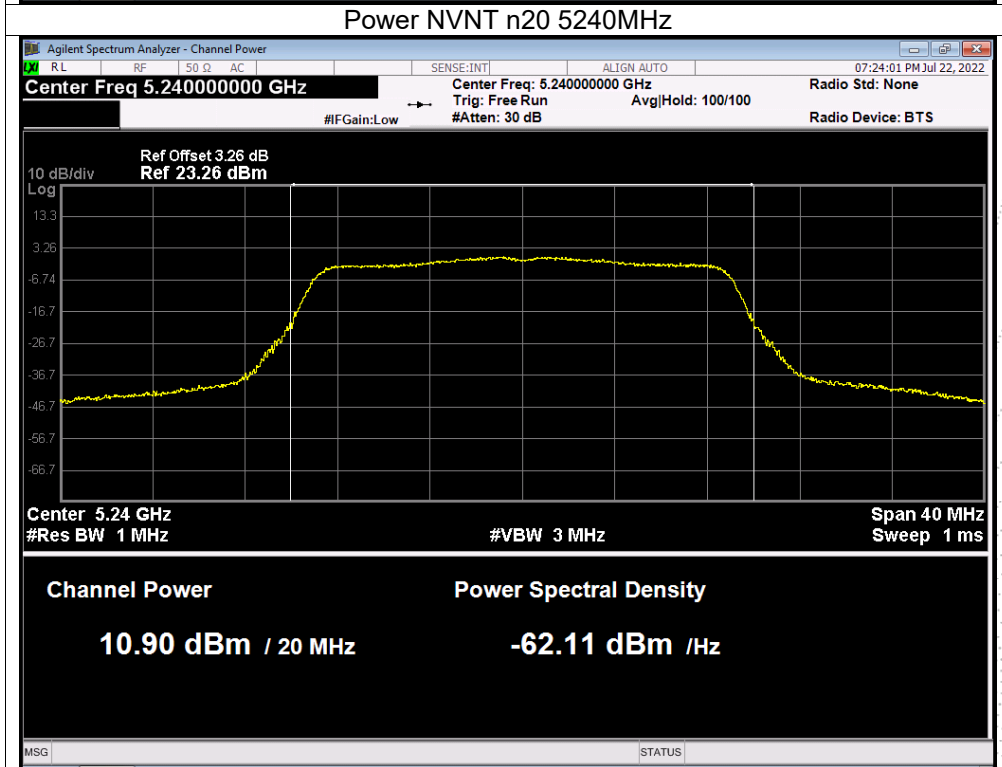 Power NVNT n20 5240MHz
Agilent Spectrum Analyzer - Channel Power
LXI RL RF 50 Ω AC SENSE:INT ALIGN AUTO 07:24:01 PM Jul 22, 2022
Center Freq 5.240000000 GHz Center Freq: 5.240000000 GHz Radio Std: None
Trig: Free Run Avg|Hold: 100/100
#IFGain:Low #Atten: 30 dB Radio Device: BTS
Ref Offset 3.26 dB
10 dB/div Ref 23.26 dBm
Log
13.3
3.26
-6.74
-16.7
-26.7
-36.7
-46.7
-56.7
-66.7
Center 5.24 GHz Span 40 MHz
#Res BW 1 MHz #VBW 3 MHz Sweep 1 ms
Channel Power Power Spectral Density
10.90 dBm / 20 MHz -62.11 dBm /Hz
MSG STATUS